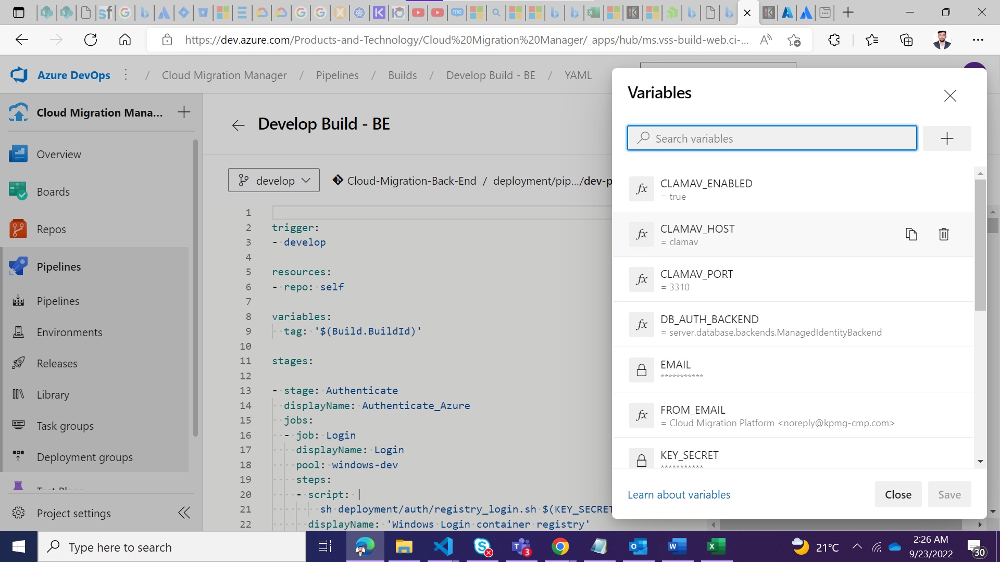 https://dev.azure.com/Products-and-Technology/Cloud%20Migration%20Manager/_apps/hub/ms.vss-build-web.ci-...
Azure DevOps / Cloud Migration Manager / Pipelines / Builds / Develop Build - BE / YAML
Cloud Migration Mana...
Overview
Boards
Repos
Pipelines
Pipelines
Environments
Releases
Library
Task groups
Deployment groups
Test Plans
Project settings
Develop Build - BE
develop
Cloud-Migration-Back-End / deployment/pip.../dev-p
1
2 trigger:
3 - develop
4
5 resources:
6 - repo: self
7
8 variables:
9 tag: '$(Build.BuildId)'
10
11 stages:
12
13 - stage: Authenticate
14 displayName: Authenticate_Azure
15 jobs:
16 - job: Login
17 displayName: Login
18 pool: windows-dev
19 steps:
20 - script: |
21 sh deployment/auth/registry_login.sh $(KEY_SECRET
22 displayName: 'Windows Login container registry'
Variables
Search variables
CLAMAV_ENABLED
= true
CLAMAV_HOST
= clamav
CLAMAV_PORT
= 3310
DB_AUTH_BACKEND
= server.database.backends.ManagedIdentityBackend
EMAIL
***********
FROM_EMAIL
= Cloud Migration Platform <noreply@kpmg-cmp.com>
KEY_SECRET
***********
Learn about variables
Close
Save
Type here to search
3
21°C
2:26 AM
9/23/2022
30